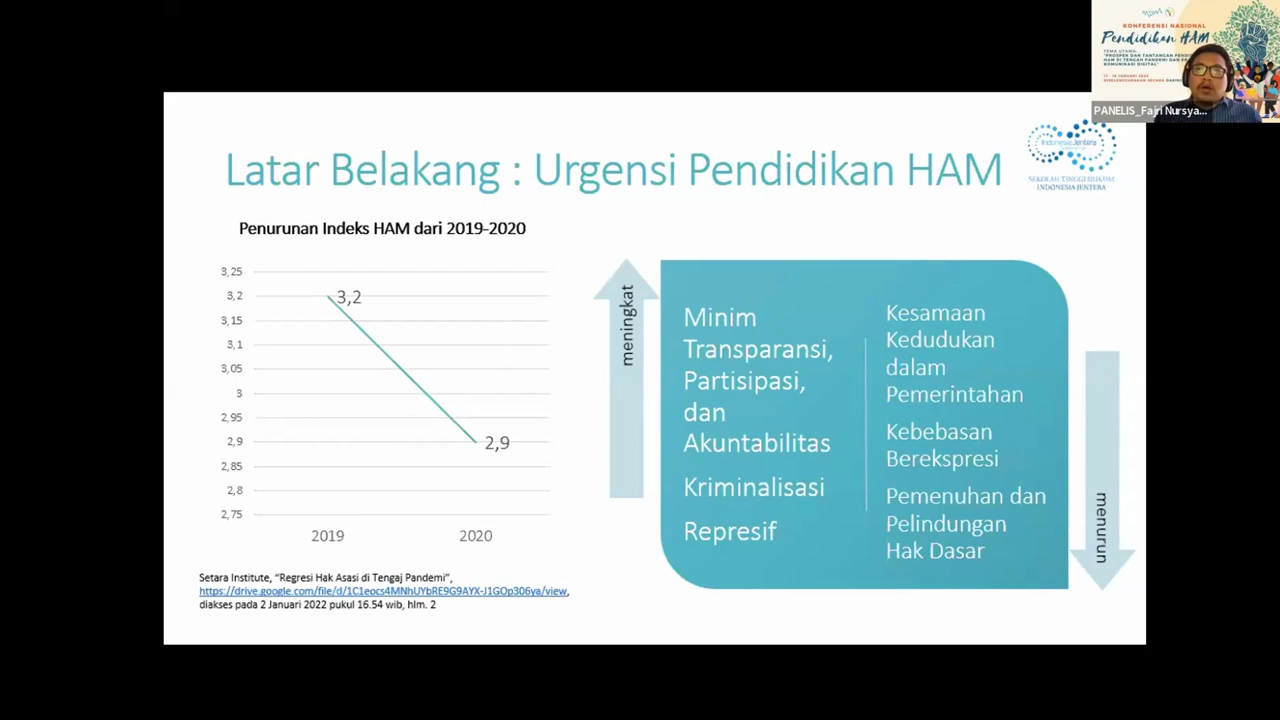 KONFERENSI NASIONAL
Pendidikan HAM
TEMA UTAMA:
PANELIS_Fajri Nursya...
Latar Belakang : Urgensi Pendidikan HAM
SEKOLAH TINGGI HUKUM
INDONESIA JENTERA
Penurunan Indeks HAM dari 2019-2020
3,25
3,2
3,15
3,1
3,05
3
2,95
2,9
2,85
2,8
2,75
3,2
2,9
2019
2020
Setara Institute, “Regresi Hak Asasi di Tengaj Pandemi”,
https://drive.google.com/file/d/1C1eocs4MNhUYbRE9G9AYX-J1GOp306ya/view,
diakses pada 2 Januari 2022 pukul 16.54 wib, hlm. 2
meningkat
Minim
Transparansi,
Partisipasi,
dan
Akuntabilitas
Kriminalisasi
Represif
Kesamaan
Kedudukan
dalam
Pemerintahan
Kebebasan
Berekspresi
Pemenuhan dan
Pelindungan
Hak Dasar
menurun